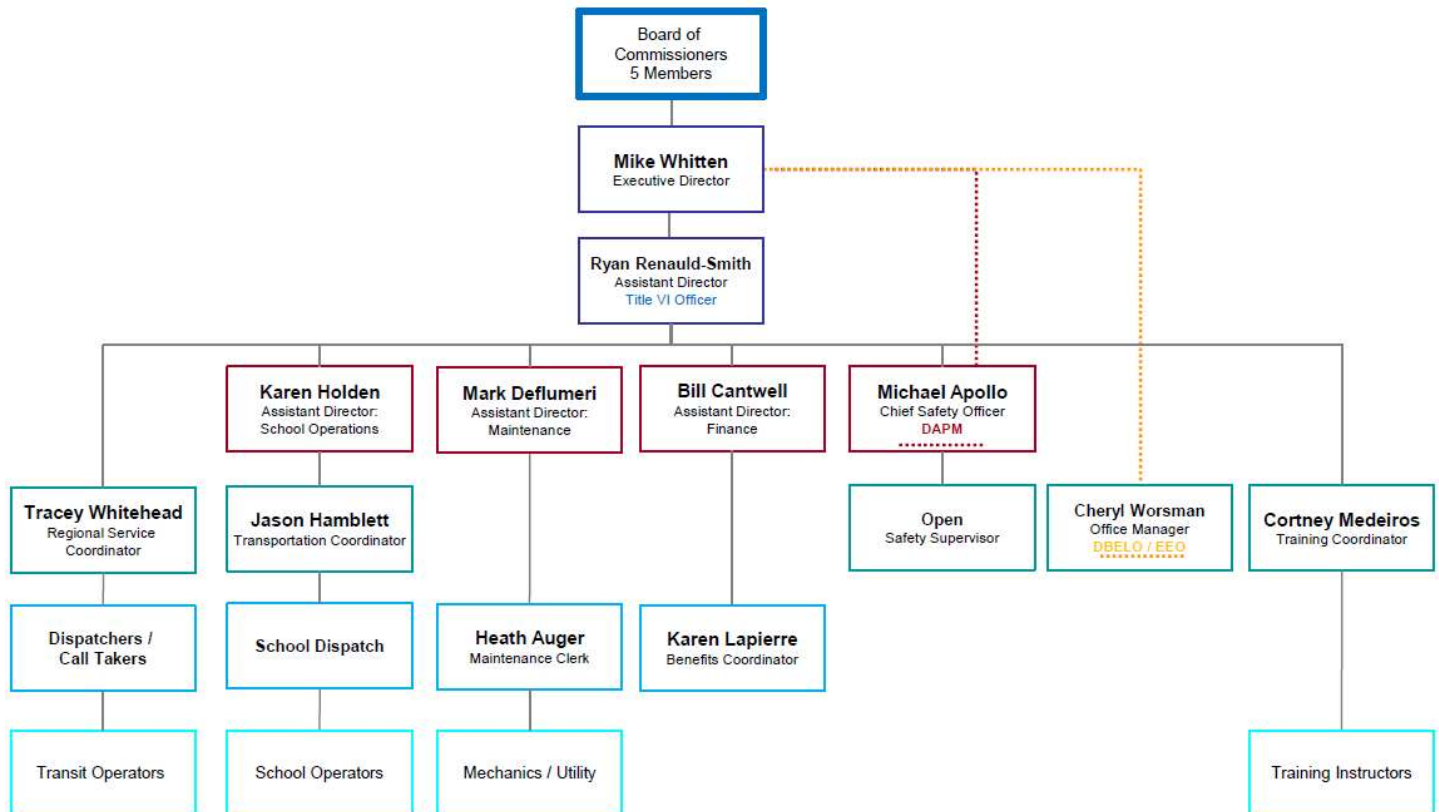 Board of
Commissioners
5 Members
Mike Whitten
Executive Director
Ryan Renauld-Smith
Assistant Director
Title VI Officer
Karen Holden
Assistant Director:
School Operations
Mark Deflumeri
Assistant Director:
Maintenance
Bill Cantwell
Assistant Director:
Finance
Michael Apollo
Chief Safety Officer
DAPM
Tracey Whitehead
Regional Service
Coordinator
Jason Hamblett
Transportation Coordinator
Open
Safety Supervisor
Cheryl Worsman
Office Manager
DBELO / EEO
Cortney Medeiros
Training Coordinator
Dispatchers /
Call Takers
School Dispatch
Heath Auger
Maintenance Clerk
Karen Lapierre
Benefits Coordinator
Transit Operators
School Operators
Mechanics / Utility
Training Instructors